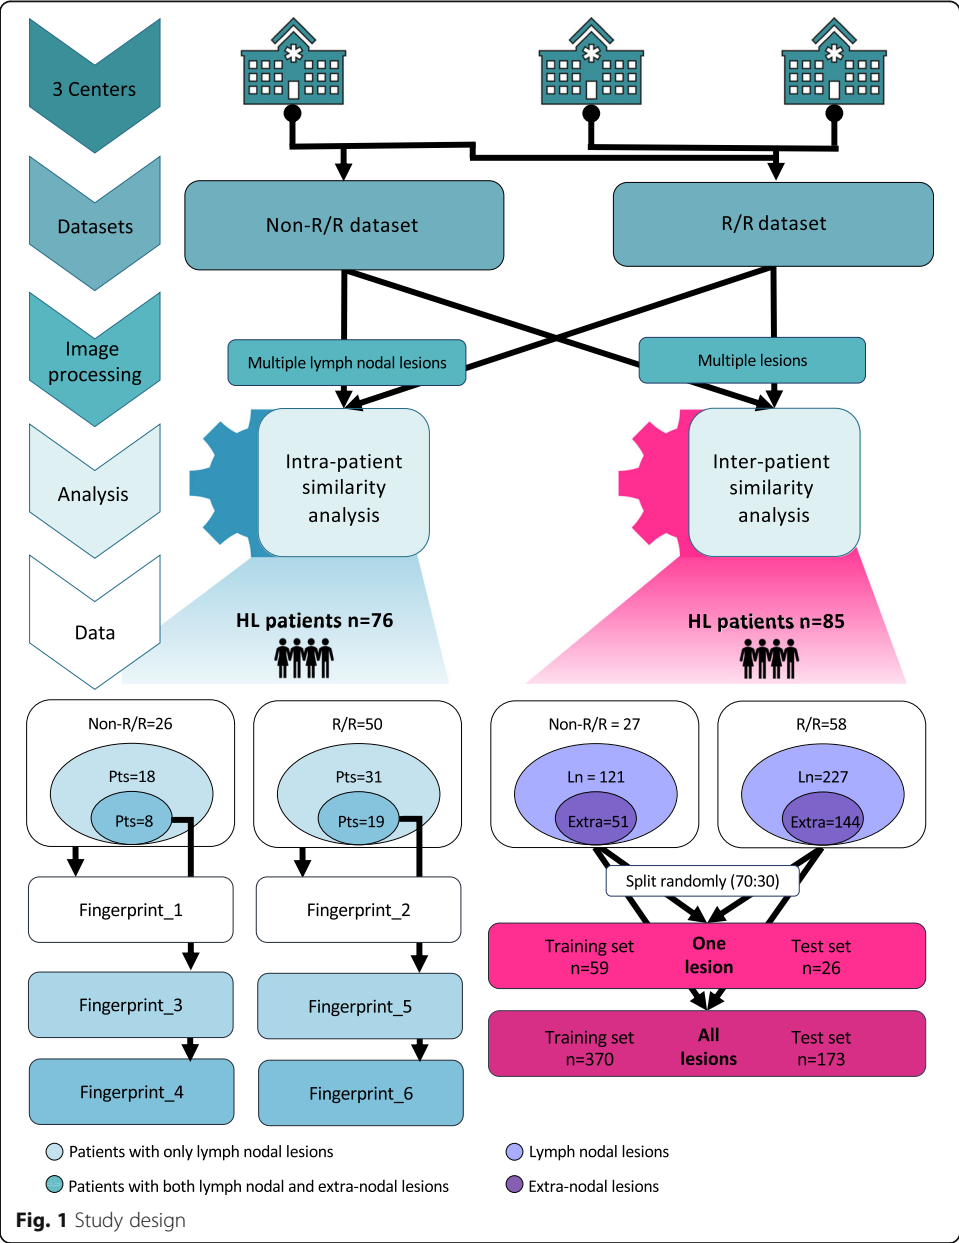 3 Centers
Datasets
Non-R/R dataset
R/R dataset
Image
processing
Multiple lymph nodal lesions
Multiple lesions
Analysis
Intra-patient
similarity
analysis
Inter-patient
similarity
analysis
Data
HL patients n=76
HL patients n=85
Non-R/R=26
Pts=18
Pts=8
R/R=50
Pts=31
Pts=19
Non-R/R = 27
Ln = 121
Extra=51
R/R=58
Ln=227
Extra=144
Split randomly (70:30)
Fingerprint_1
Fingerprint_2
Fingerprint_3
Fingerprint_5
Fingerprint_4
Fingerprint_6
Training set
n=59
One
lesion
Test set
n=26
Training set
n=370
All
lesions
Test set
n=173
Patients with only lymph nodal lesions
Patients with both lymph nodal and extra-nodal lesions
Lymph nodal lesions
Extra-nodal lesions
Fig. 1 Study design